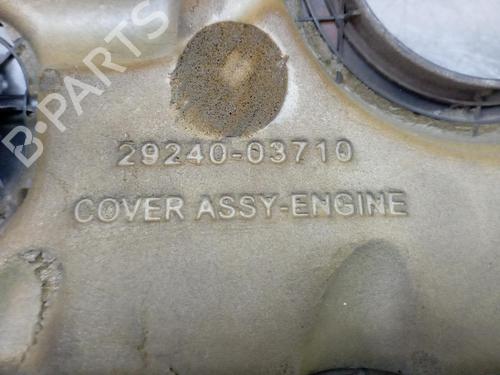 B-Parts
29240-03710
COVER ASSY-ENGINE